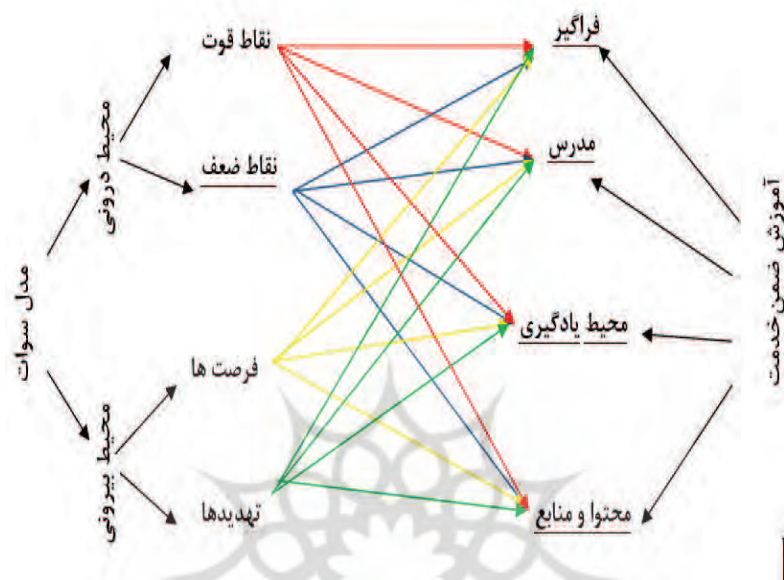 آموزش ضمن خدمت
فراگیر
مدرس
محیط یادگیری
محتوا و منابع
نقاط قوت
نقاط ضعف
فرصت ها
تهدیدها
محیط درونی
محیط بیرونی
مدل سوات